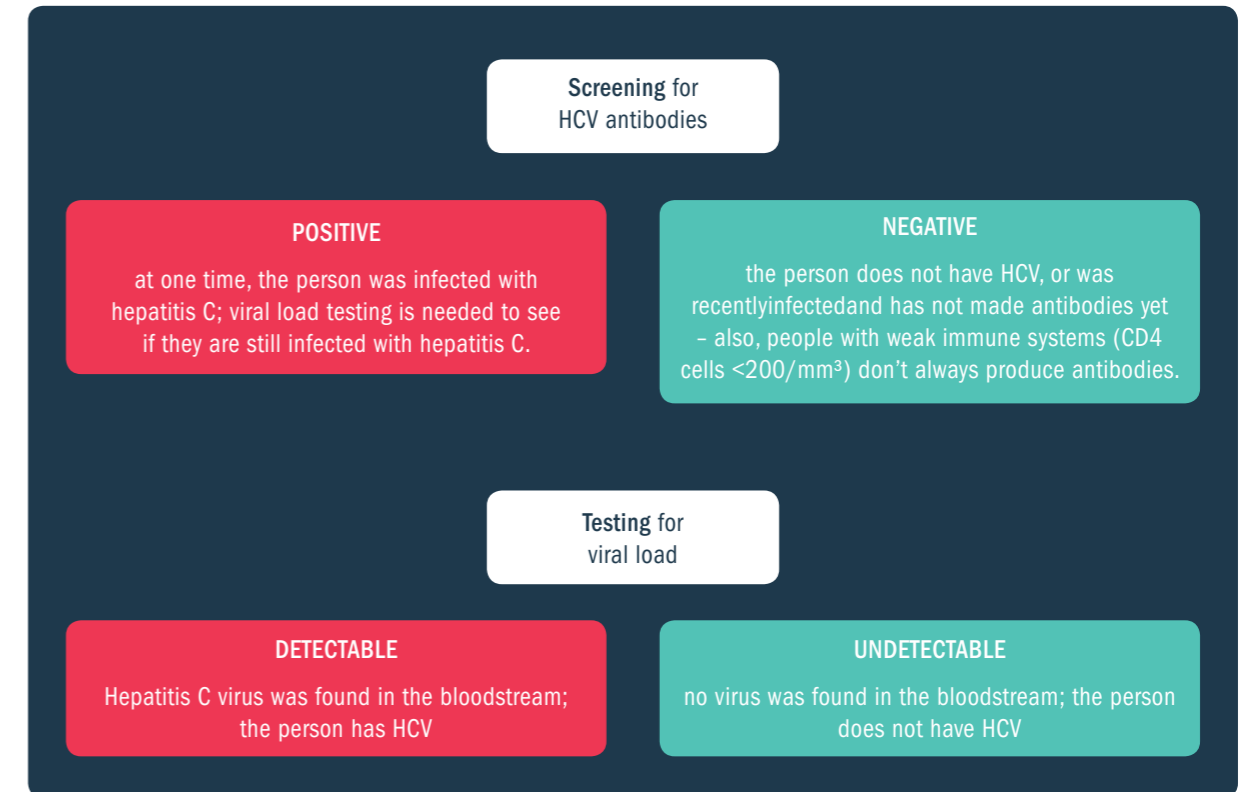 Screening for
HCV antibodies
POSITIVE
at one time, the person was infected with
hepatitis C; viral load testing is needed to see
if they are still infected with hepatitis C.
NEGATIVE
the person does not have HCV, or was
recentlyinfectedand has not made antibodies yet
– also, people with weak immune systems (CD4
cells <200/mm³) don’t always produce antibodies.
Testing for
viral load
DETECTABLE
Hepatitis C virus was found in the bloodstream;
the person has HCV
UNDETECTABLE
no virus was found in the bloodstream; the person
does not have HCV